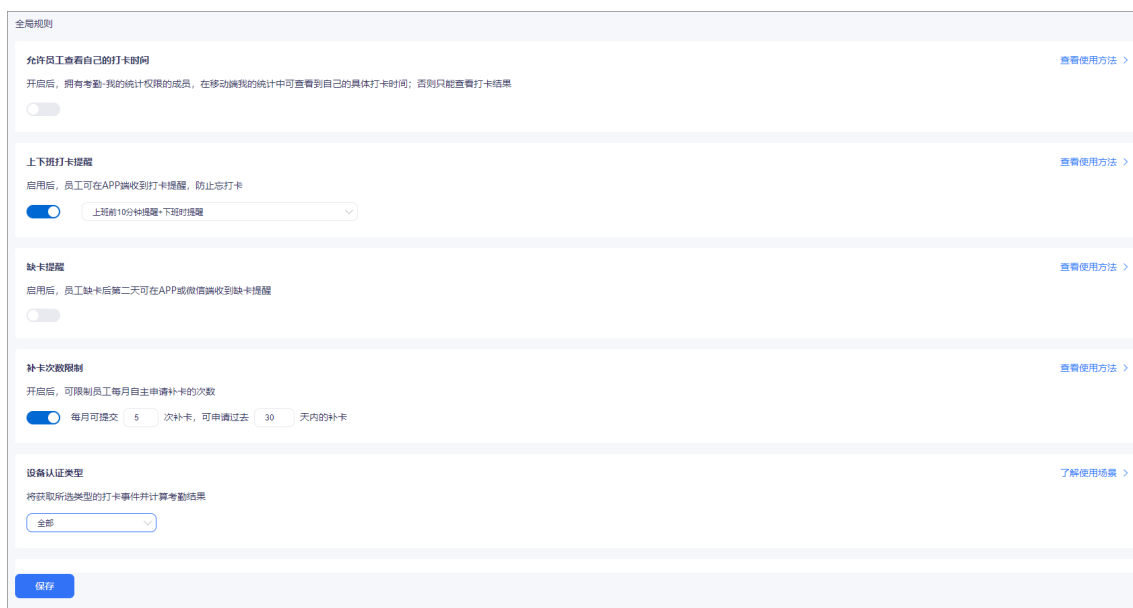 全局规则
允许员工查看自己的打卡时间 查看使用方法
开启后，拥有考勤-我的统计权限的成员，在移动端我的统计中可查看到自己的具体打卡时间；否则只能查看打卡结果
上下班打卡提醒 查看使用方法
启用后，员工可在APP端收到打卡提醒，防止忘打卡
上班前10分钟提醒+下班时提醒
缺卡提醒 查看使用方法
启用后，员工缺卡后第二天可在APP或微信端收到缺卡提醒
补卡次数限制 查看使用方法
开启后，可限制员工每月自主申请补卡的次数
每月可提交 5 次补卡，可申请过去 30 天内的补卡
设备认证类型 了解使用场景
将获取所选类型的打卡事件并计算考勤结果
全部
保存